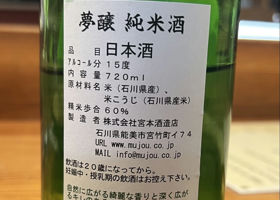 夢醸 純米酒
品目 日本酒
アルコール分 15度
内容量 720ml
原材料名 米(石川県産)、
米こうじ(石川県産米)
精米歩合 60%
製造者 株式会社宮本酒造店
石川県能美市宮竹町イ74
URL www.mujou.co.jp
MAIL info@mujou.co.jp
飲酒は20歳になってから。
妊娠中・授乳期の飲酒はお控え下さい。
自然に広がる綺麗な香りと深く広が